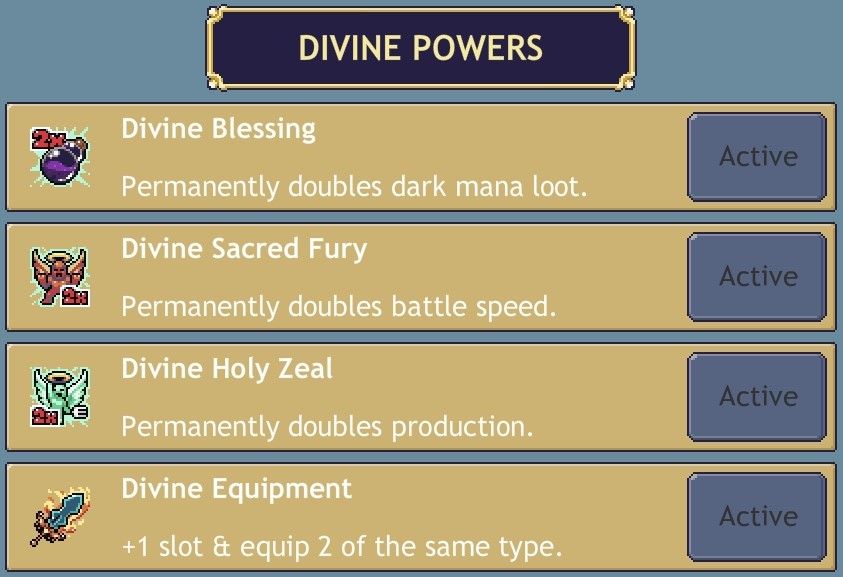 DIVINE POWERS
2x
Divine Blessing
Permanently doubles dark mana loot.
Active
Divine Sacred Fury
Permanently doubles battle speed.
2x
Active
Divine Holy Zeal
Permanently doubles production.
2x
Active
Divine Equipment
+1 slot & equip 2 of the same type.
Active